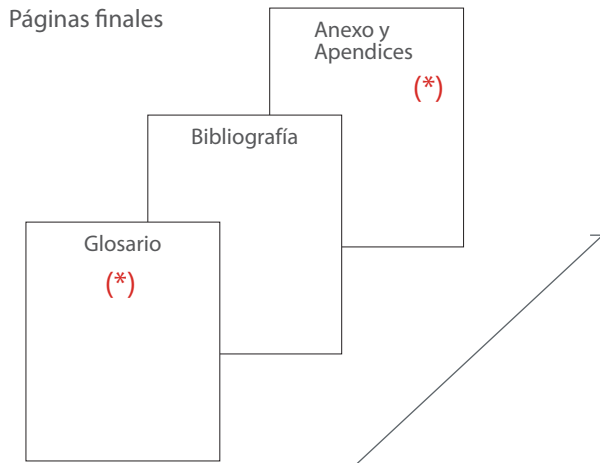 Páginas finales
Anexo y
Apendices
(*)
Bibliografía
Glosario
(*)